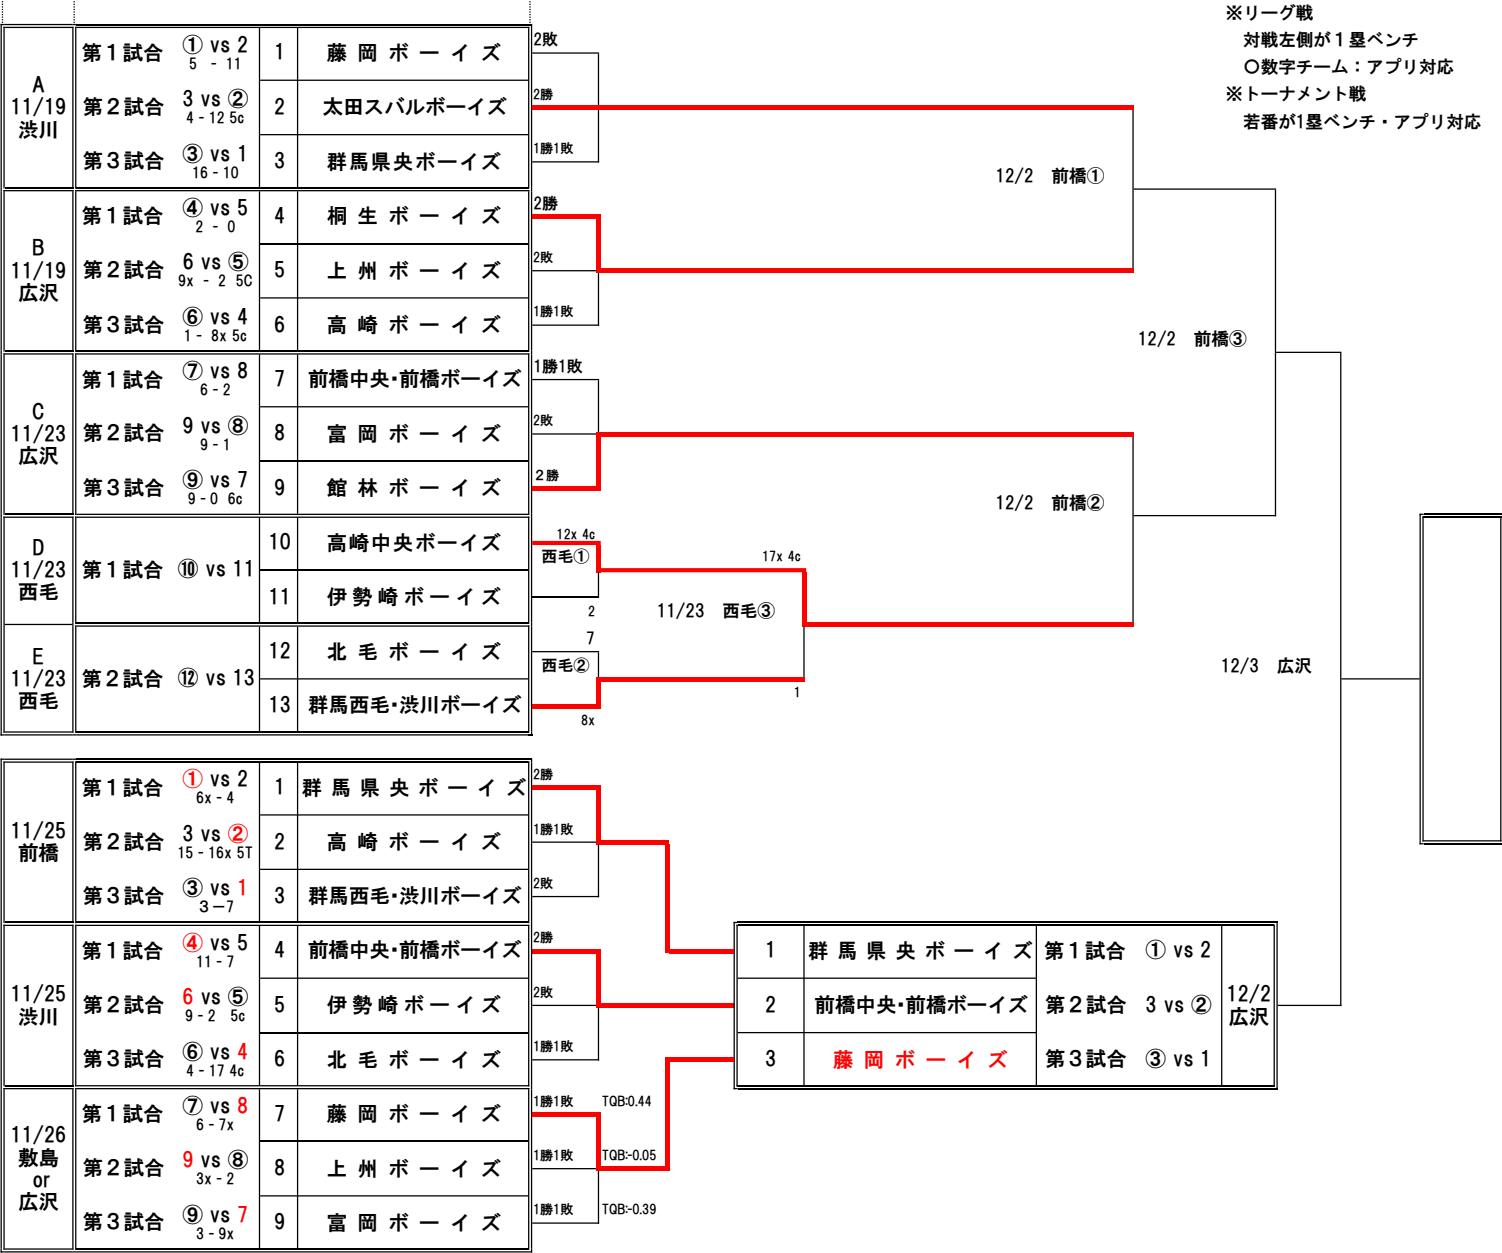 ※リーグ戦
対戦左側が１塁ベンチ
〇数字チーム：アプリ対応
※トーナメント戦
若番が1塁ベンチ・アプリ対応
A
11/19
渋川
第１試合 ① vs 2
5 - 11
1 藤岡ボーイズ 2敗
第２試合 3 vs ②
4 - 12 5c
2 太田スバルボーイズ 2勝
第３試合 ③ vs 1
16 - 10
3 群馬県央ボーイズ 1勝1敗
12/2 前橋①
B
11/19
広沢
第１試合 ④ vs 5
2 - 0
4 桐生ボーイズ 2勝
第２試合 6 vs ⑤
9x - 2 5C
5 上州ボーイズ 2敗
第３試合 ⑥ vs 4
1 - 8x 5c
6 高崎ボーイズ 1勝1敗
12/2 前橋③
C
11/23
広沢
第１試合 ⑦ vs 8
6 - 2
7 前橋中央・前橋ボーイズ 1勝1敗
第２試合 9 vs ⑧
9 - 1
8 富岡ボーイズ 2敗
第３試合 ⑨ vs 7
9 - 0 6c
9 館林ボーイズ ２勝
12/2 前橋②
D
11/23
西毛
第１試合 ⑩ vs 11
10 高崎中央ボーイズ 12x 4c
西毛①
11 伊勢崎ボーイズ 2
17x 4c
11/23 西毛③
1
E
11/23
西毛
第２試合 ⑫ vs 13
12 北毛ボーイズ 7
西毛②
13 群馬西毛・渋川ボーイズ 8x
12/3 広沢
11/25
前橋
第１試合 ① vs 2
6x - 4
1 群馬県央ボーイズ 2勝
第２試合 3 vs ②
15 - 16x 5T
2 高崎ボーイズ 1勝1敗
第３試合 ③ vs 1
3 ー7
3 群馬西毛・渋川ボーイズ 2敗
11/25
渋川
第１試合 ④ vs 5
11 - 7
4 前橋中央・前橋ボーイズ 2勝
第２試合 6 vs ⑤
9 - 2 5c
5 伊勢崎ボーイズ 2敗
第３試合 ⑥ vs 4
4 - 17 4c
6 北毛ボーイズ 1勝1敗
1 群馬県央ボーイズ 第１試合 ① vs 2
2 前橋中央・前橋ボーイズ 第２試合 3 vs ②
3 藤岡ボーイズ 第３試合 ③ vs 1
12/2
広沢
11/26
敷島
or
広沢
第１試合 ⑦ vs 8
6 - 7x
7 藤岡ボーイズ 1勝1敗 TQB:0.44
第２試合 9 vs ⑧
3x - 2
8 上州ボーイズ 1勝1敗 TQB:-0.05
第３試合 ⑨ vs 7
3 - 9x
9 富岡ボーイズ 1勝1敗 TQB:-0.39